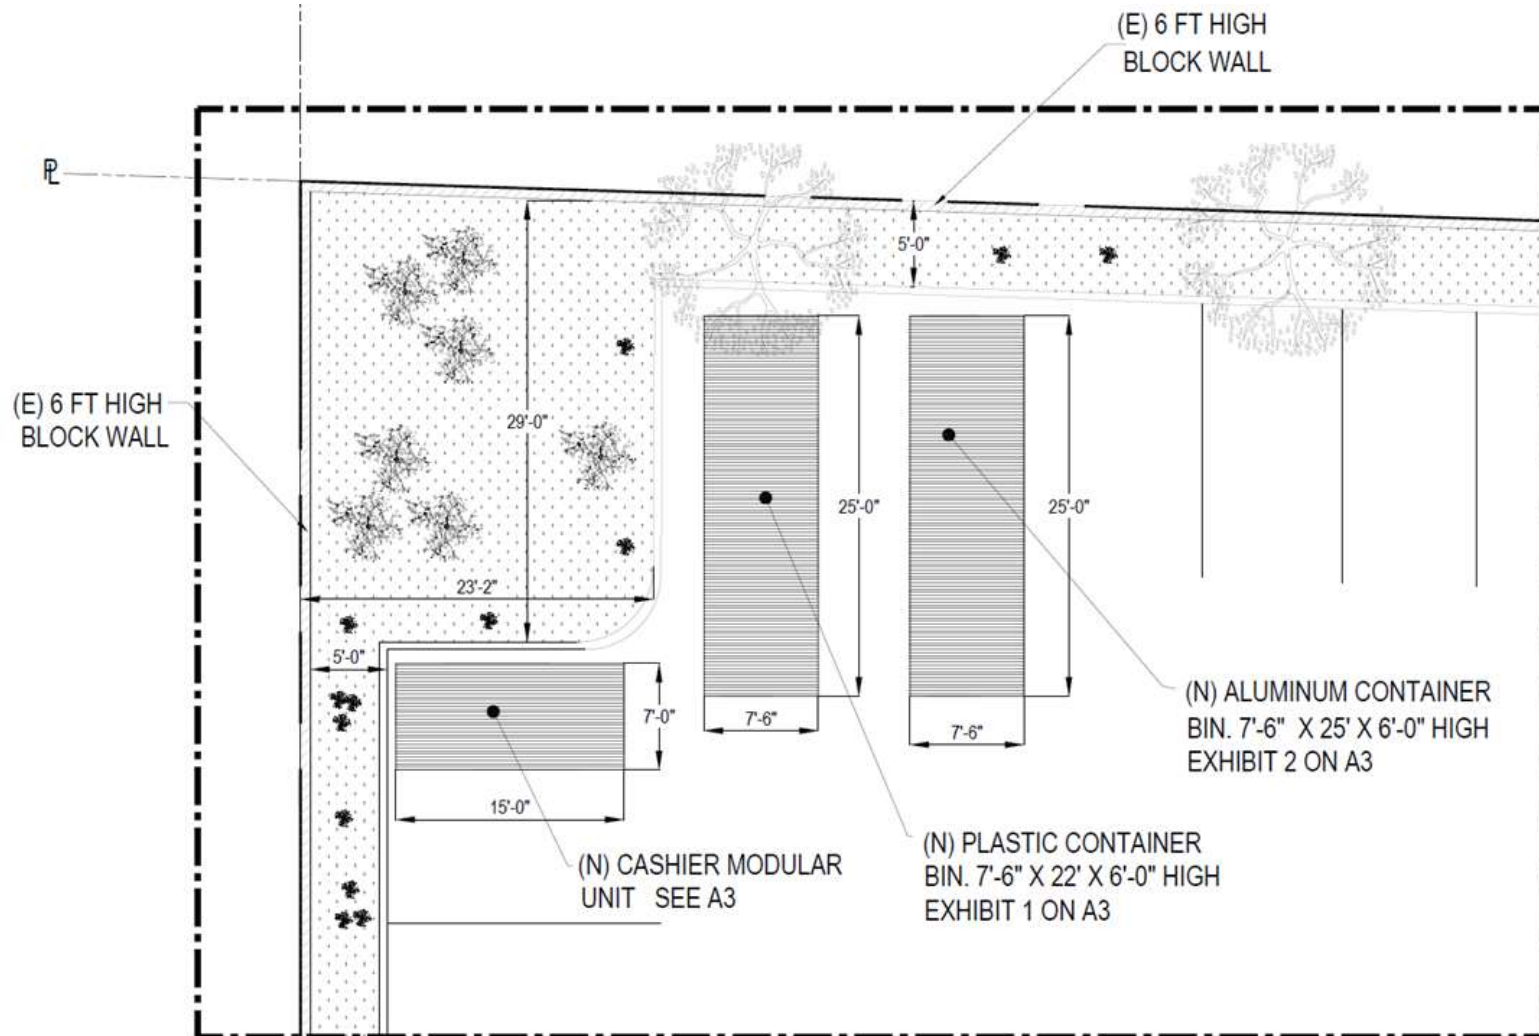 (E) 6 FT HIGH
BLOCK WALL
PL
5'-0"
(E) 6 FT HIGH
BLOCK WALL
29'-0"
25'-0"
25'-0"
23'-2"
5'-0"
7'-0"
7'-6"
7'-6"
15'-0"
(N) ALUMINUM CONTAINER
BIN. 7'-6" X 25' X 6'-0" HIGH
EXHIBIT 2 ON A3
(N) PLASTIC CONTAINER
BIN. 7'-6" X 22' X 6'-0" HIGH
EXHIBIT 1 ON A3
(N) CASHIER MODULAR
UNIT SEE A3